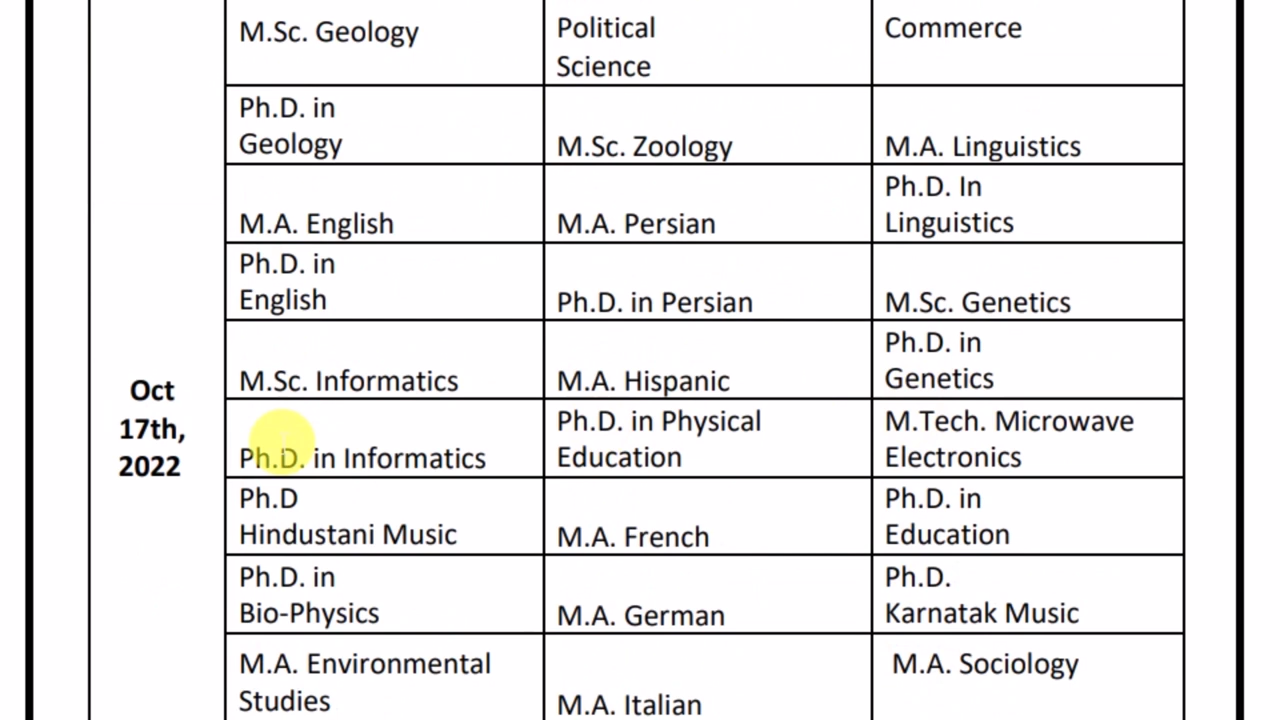 M.Sc. Geology
Political
Science
Commerce
Ph.D. in
Geology
M.Sc. Zoology
M.A. Linguistics
M.A. English
M.A. Persian
Ph.D. In
Linguistics
Ph.D. in
English
Ph.D. in Persian
M.Sc. Genetics
Oct
17th,
2022
M.Sc. Informatics
M.A. Hispanic
Ph.D. in
Genetics
Ph.D. in Informatics
Ph.D. in Physical
Education
M.Tech. Microwave
Electronics
Ph.D
Hindustani Music
M.A. French
Ph.D. in
Education
Ph.D. in
Bio-Physics
M.A. German
Ph.D.
Karnatak Music
M.A. Environmental
Studies
M.A. Italian
M.A. Sociology